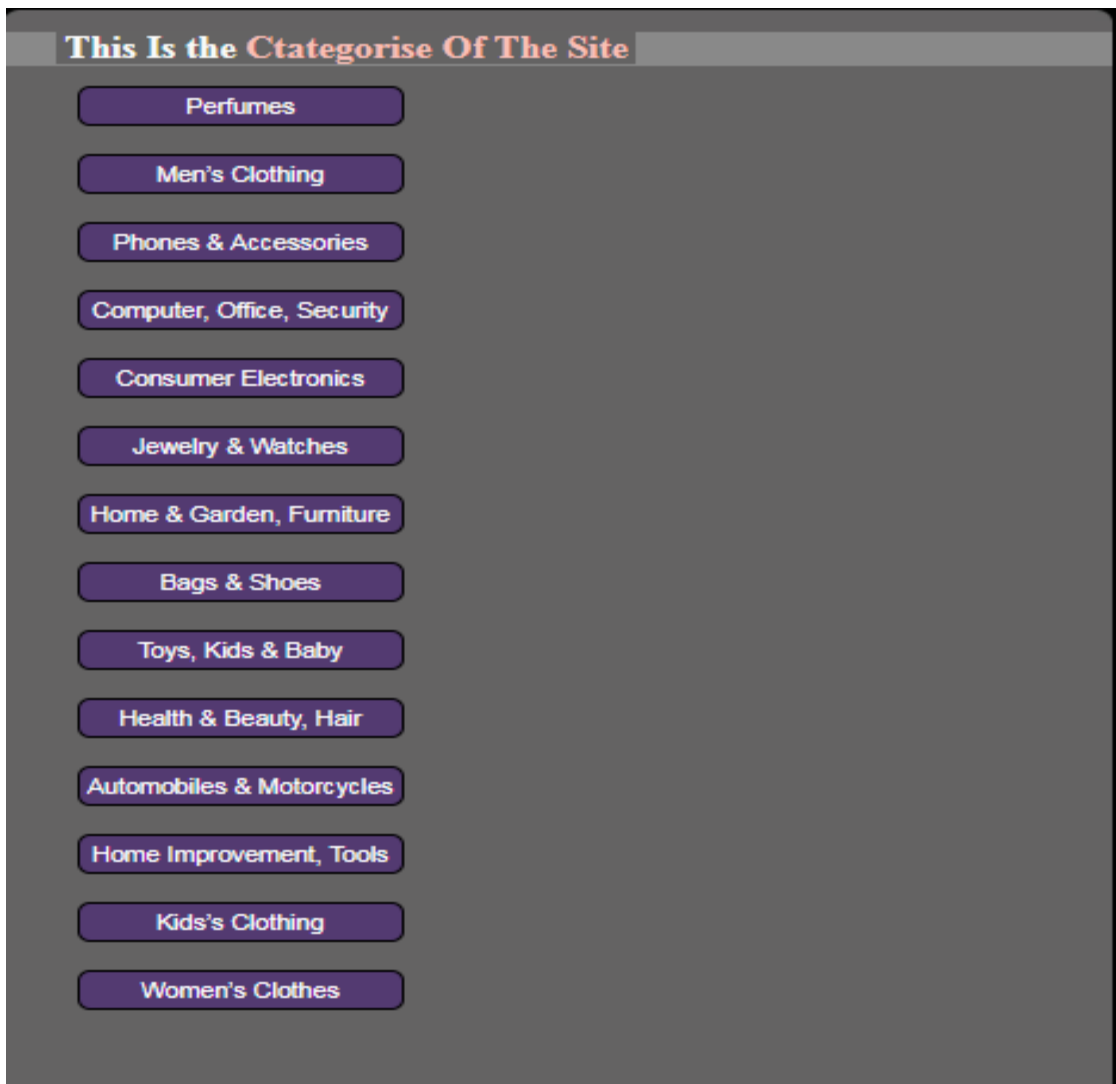 This Is the Ctategorise Of The Site
Perfumes
Men’s Clothing
Phones & Accessories
Computer, Office, Security
Consumer Electronics
Jewelry & Watches
Home & Garden, Furniture
Bags & Shoes
Toys, Kids & Baby
Health & Beauty, Hair
Automobiles & Motorcycles
Home Improvement, Tools
Kids’s Clothing
Women’s Clothes